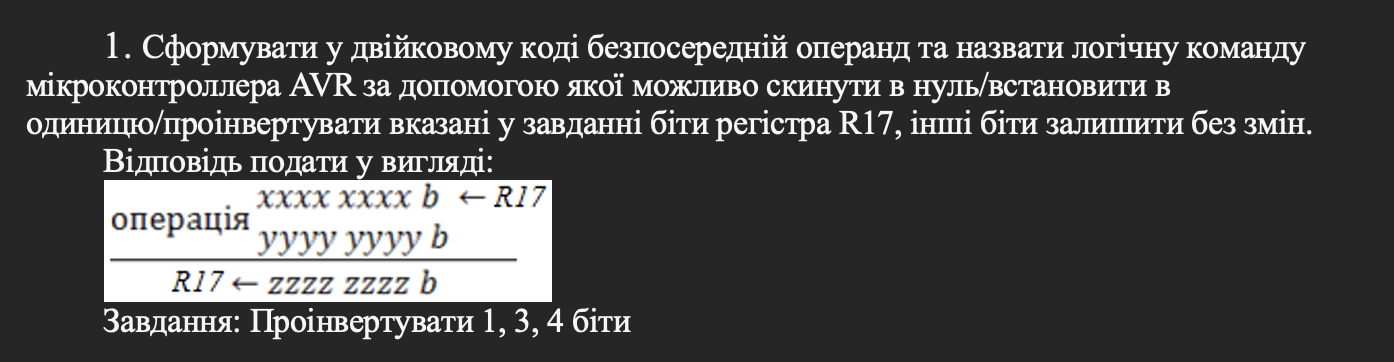 1. Сформувати у двійковому коді безпосередній операнд та назвати логічну команду
мікроконтроллера AVR за допомогою якої можливо скинути в нуль/встановити в
одиницю/проінвертувати вказані у завданні біти регістра R17, інші біти залишити без змін.
Відповідь подати у вигляді:
xxxx xxxx b ← R17
операція
yyyy yyyy b
R17 ← zzzz zzzz b
Завдання: Проінвертувати 1, 3, 4 біти